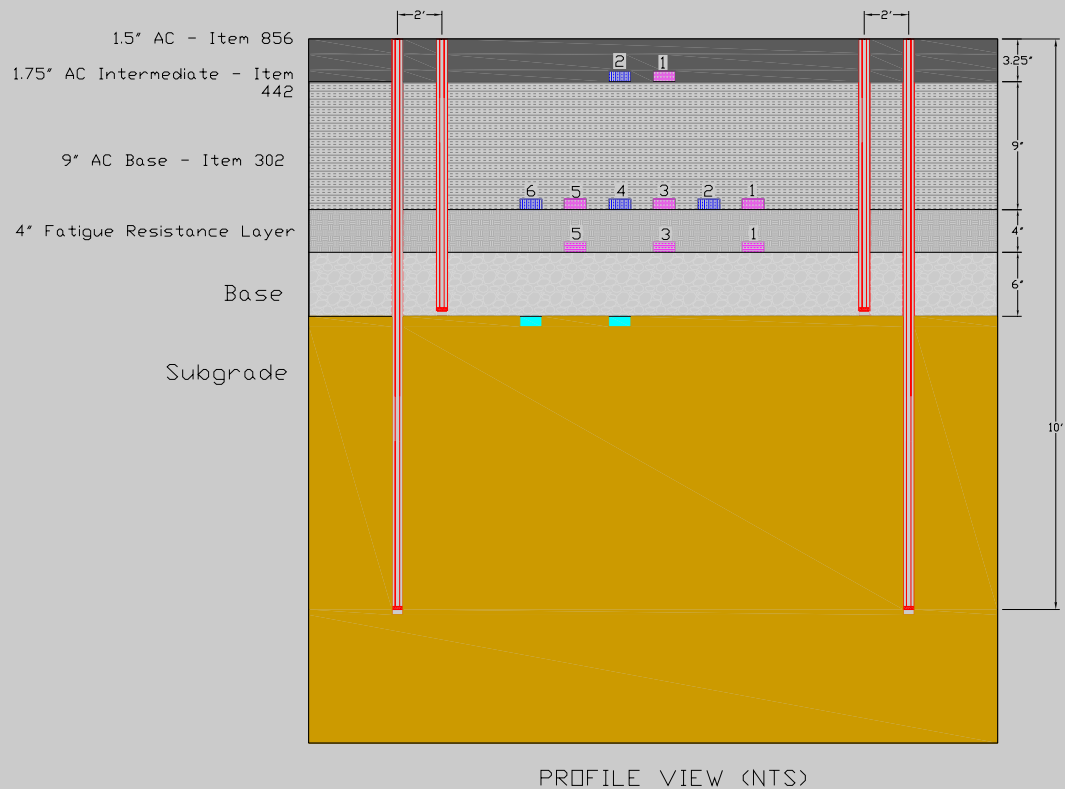 2' 2'
1.5" AC - Item 856
3.25"
1.75" AC Intermediate - Item
442
2 1
9" AC Base - Item 302
9"
6 5 4 3 2 1
4" Fatigue Resistance Layer
4"
5 3 1
Base
6"
Subgrade
10'
PROFILE VIEW (NTS)